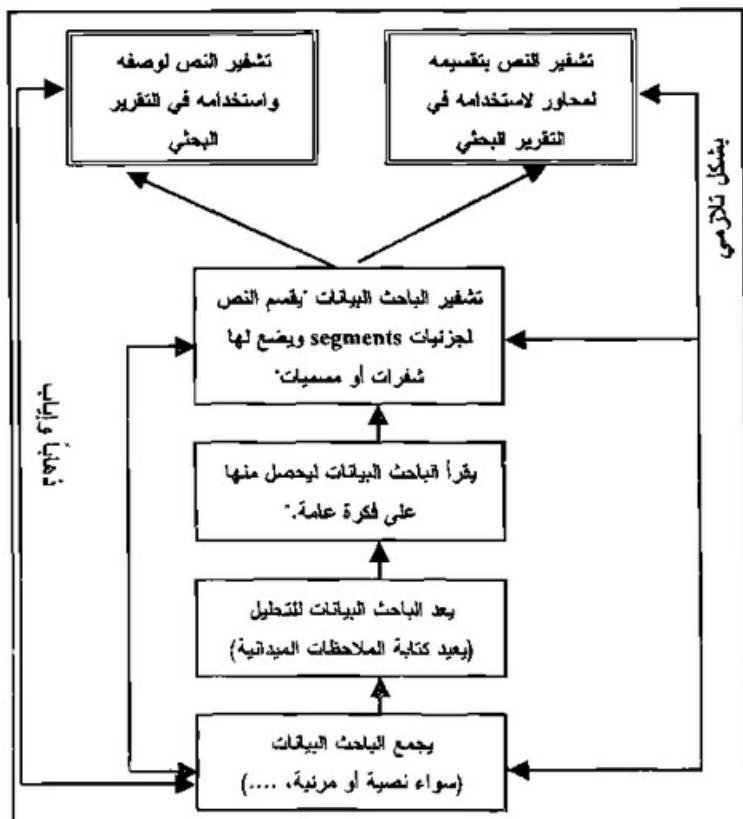 تشفير النص بتقسيمه
لمحاور لاستخدامه في
التقرير البحثي
تشفير النص لوصفه
واستخدامه في التقرير
البحثي
بشكل تلازمي
تشفير الباحث البيانات "يقسم النص
لجزئيات segments ويضع لها
شفرات أو مسميات"
ذهاباً وإياب
يقرأ الباحث البيانات ليحصل منها
على فكرة عامة."
يعد الباحث البيانات للتحليل
(يعيد كتابة الملاحظات الميدانية)
يجمع الباحث البيانات
(سواء نصية أو مرئية، ....)